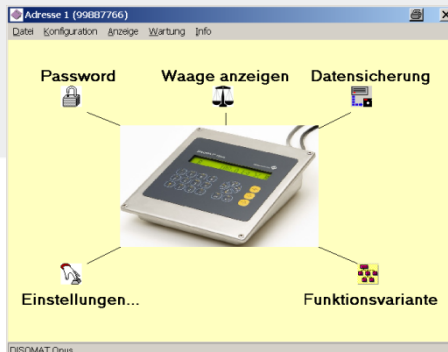 Adresse 1 (99887766)
Datei Konfiguration Anzeige Wartung Info
Password Waage anzeigen Datensicherung
Einstellungen... Funktionsvariante
DISOMAT Opus